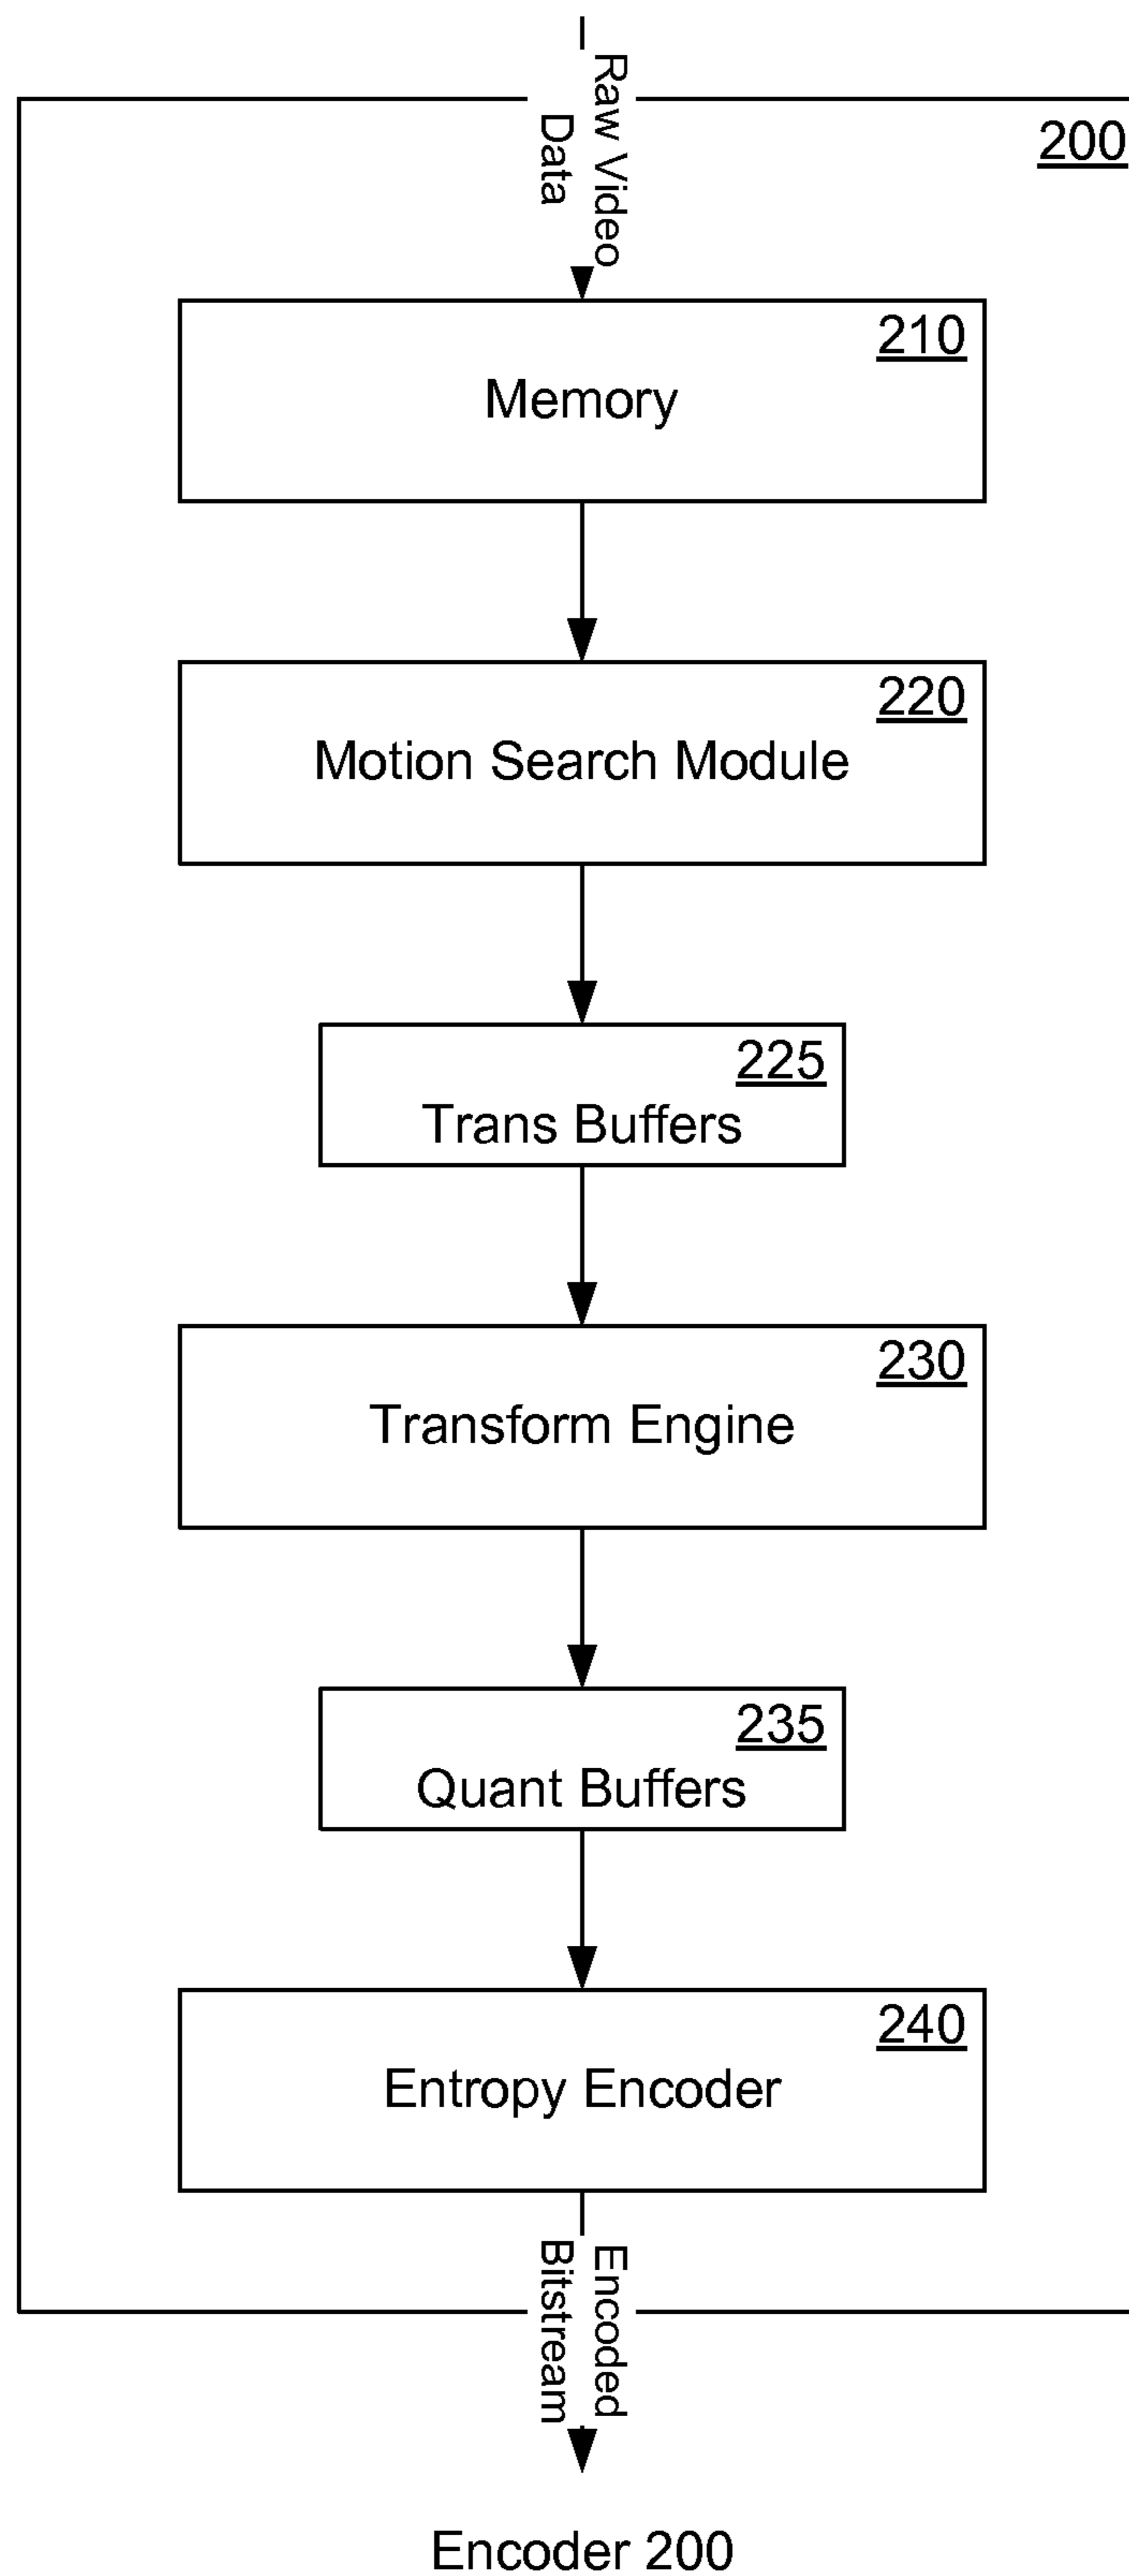 Raw Video
Data
200
210
Memory
220
Motion Search Module
225
Trans Buffers
230
Transform Engine
235
Quant Buffers
240
Entropy Encoder
Encoded
Bitstream
Encoder 200